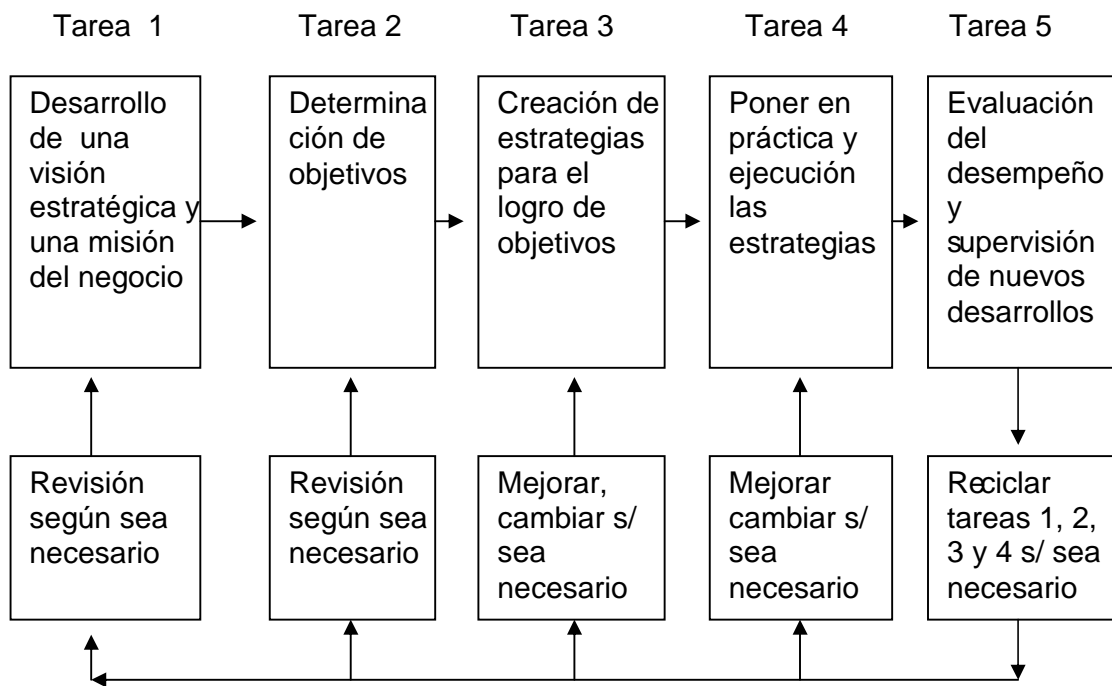 Tarea 1
Tarea 2
Tarea 3
Tarea 4
Tarea 5
Desarrollo
de una
visión
estratégica y
una misión
del negocio
Determina
ción de
objetivos
Creación de
estrategias
para el
logro de
objetivos
Poner en
práctica y
ejecución
las
estrategias
Evaluación
del
desempeño
y
supervisión
de nuevos
desarrollos
Revisión
según sea
necesario
Revisión
según sea
necesario
Mejorar,
cambiar s/
sea
necesario
Mejorar
cambiar s/
sea
necesario
Reciclar
tareas 1, 2,
3 y 4 s/ sea
necesario